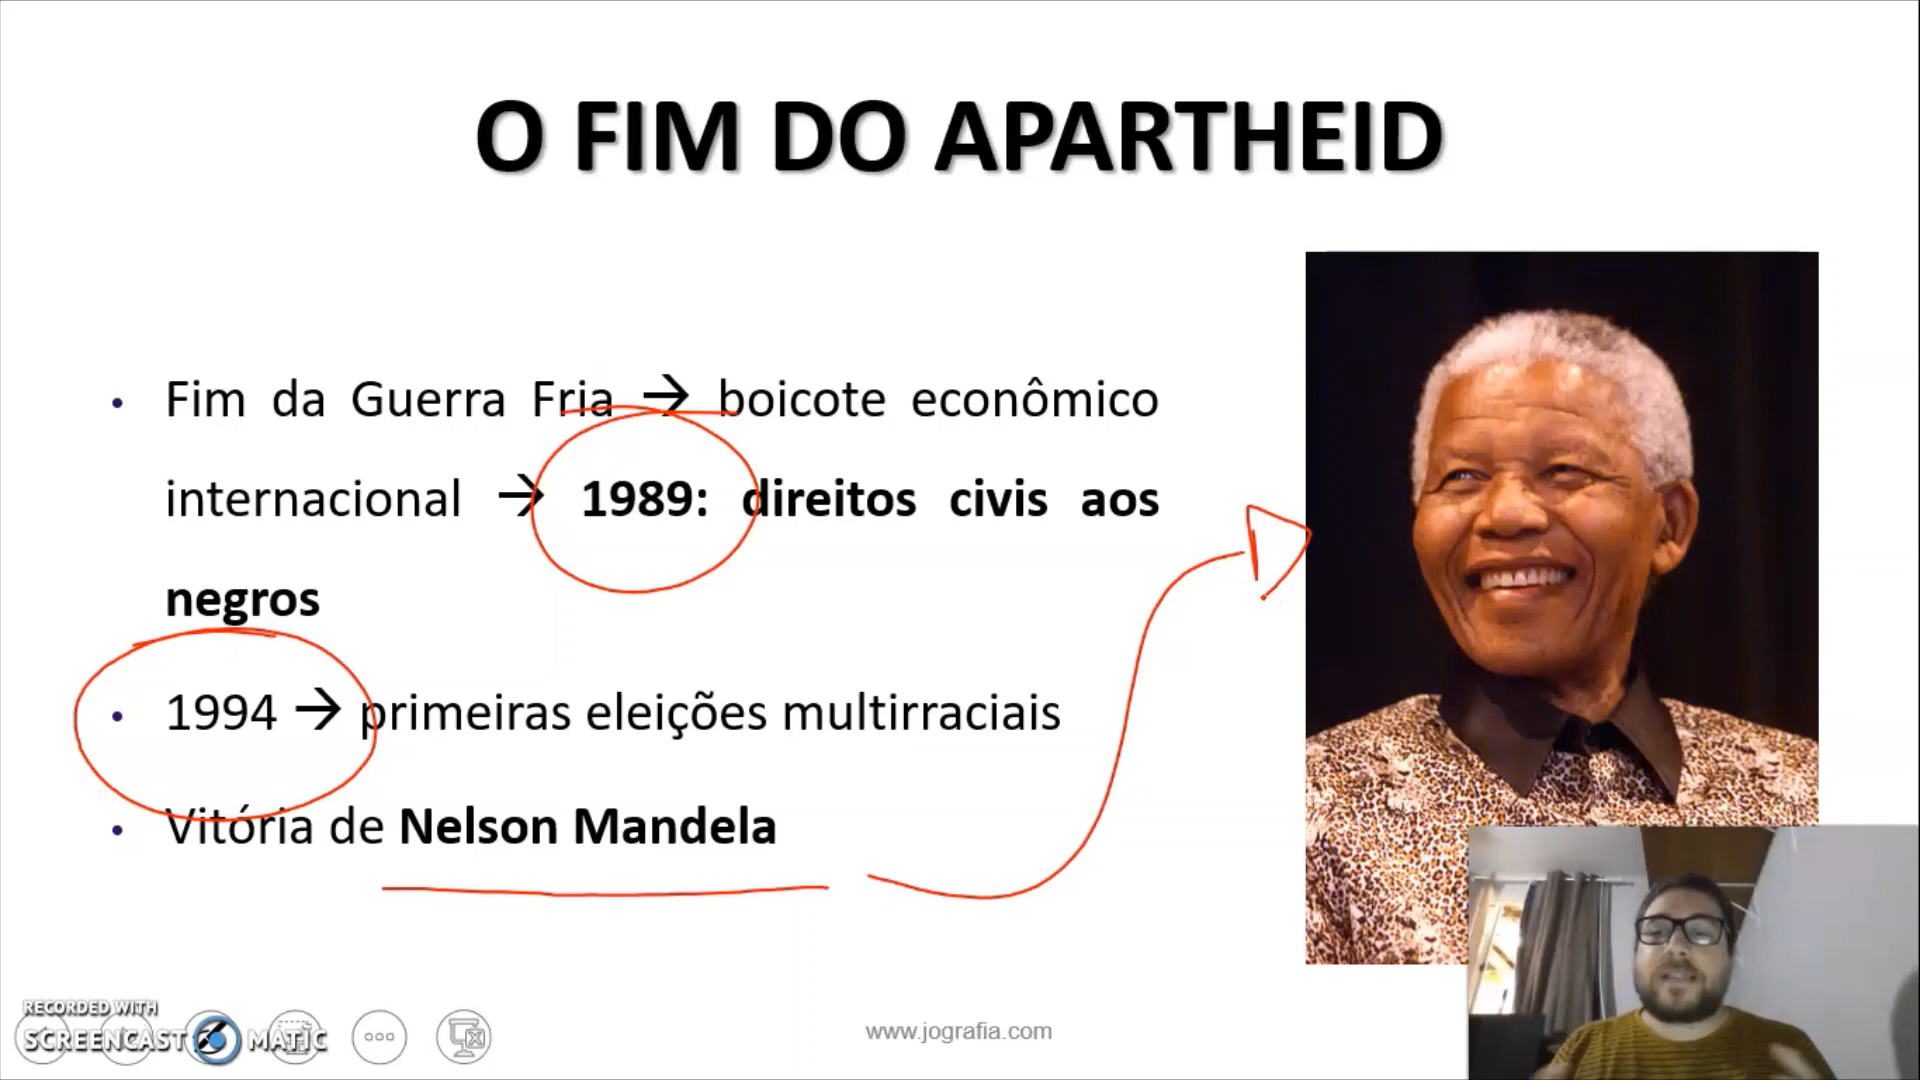 O FIM DO APARTHEID
• Fim da Guerra Fria → boicote econômico
internacional → 1989: direitos civis aos
negros
• 1994 → primeiras eleições multirraciais
• Vitória de Nelson Mandela
RECORDED WITH
SCREENCAST MATIC
www.jografia.com